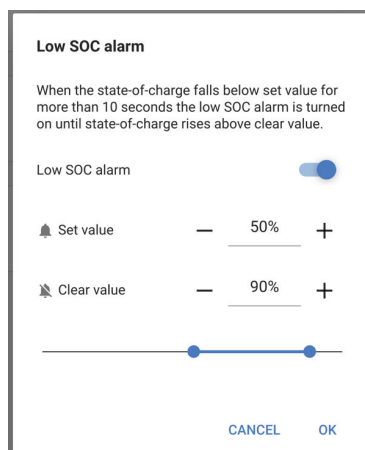 Low SOC alarm
When the state-of-charge falls below set value for
more than 10 seconds the low SOC alarm is turned
on until state-of-charge rises above clear value.
Low SOC alarm
Set value — 50% +
Clear value — 90% +
CANCEL OK